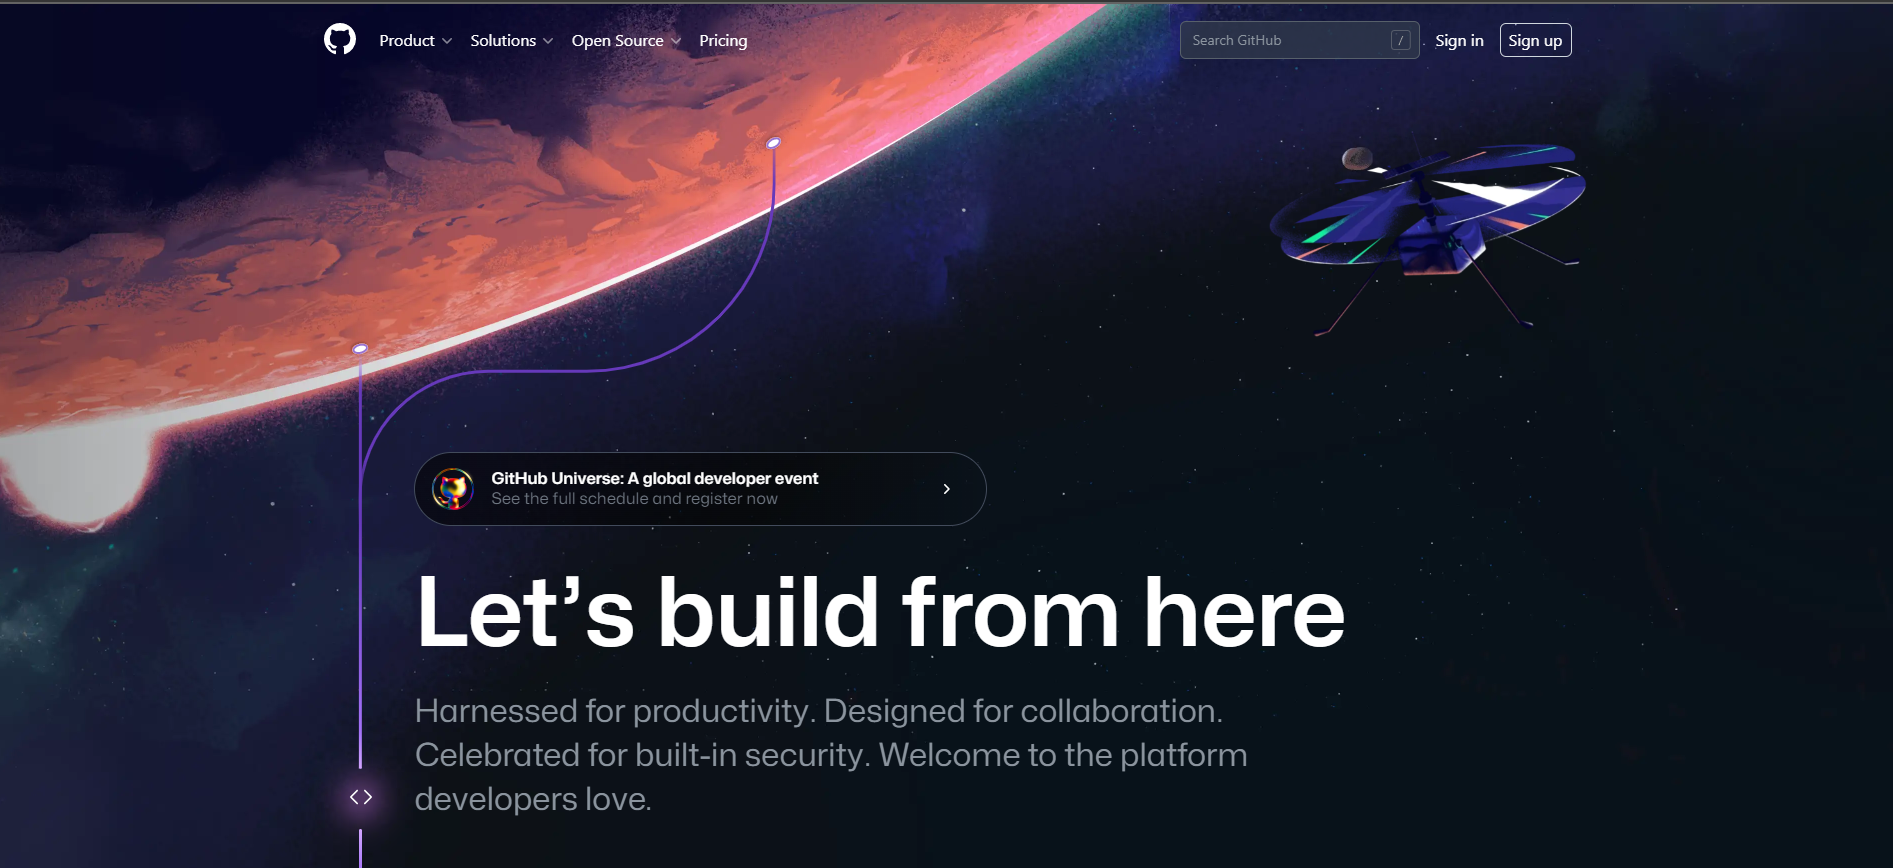 Product
Solutions
Open Source
Pricing
Search GitHub
/
Sign in
Sign up
GitHub Universe: A global developer event
See the full schedule and register now
Let’s build from here
Harnessed for productivity. Designed for collaboration.
Celebrated for built-in security. Welcome to the platform
developers love.